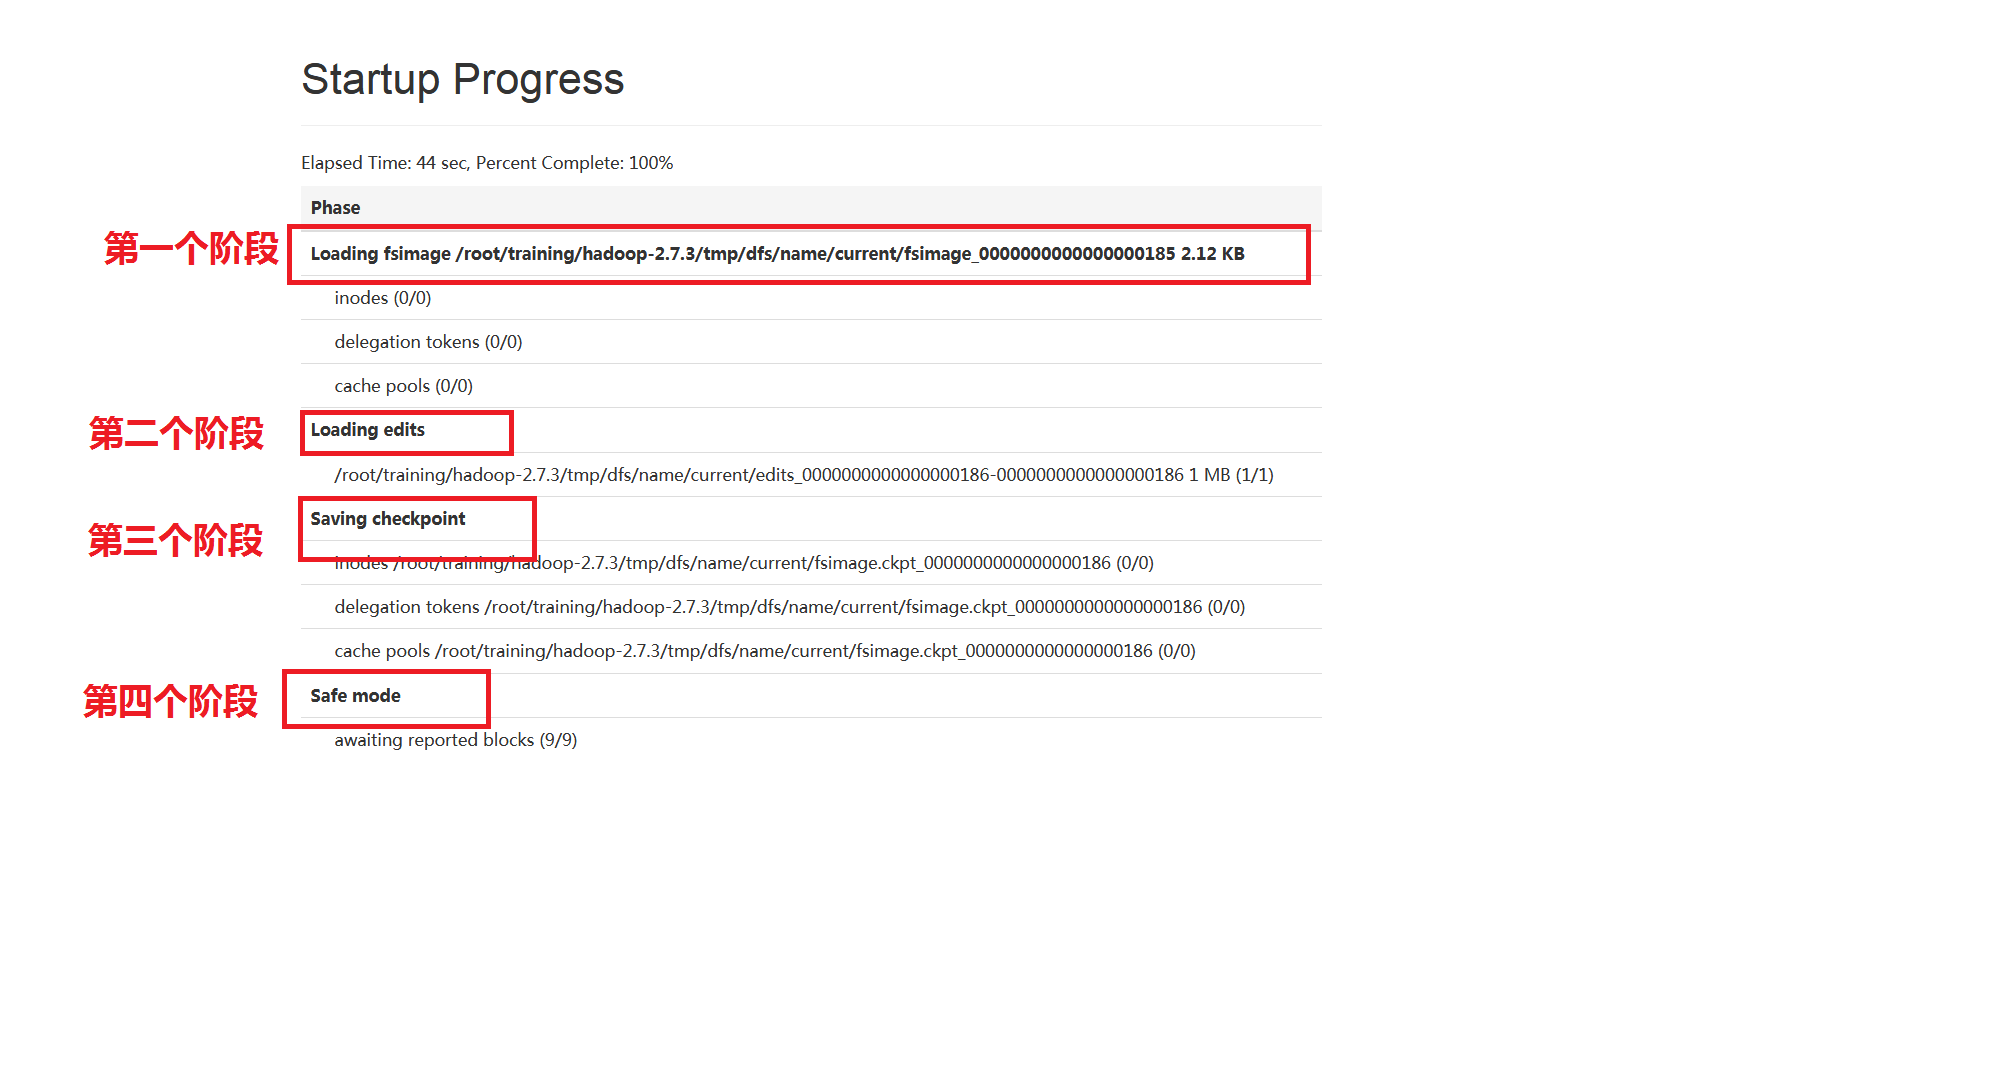 Startup Progress
Elapsed Time: 44 sec, Percent Complete: 100%
Phase
第一个阶段
Loading fsimage /root/training/hadoop-2.7.3/tmp/dfs/name/current/fsimage_0000000000000000185 2.12 KB
inodes (0/0)
delegation tokens (0/0)
cache pools (0/0)
第二个阶段
Loading edits
/root/training/hadoop-2.7.3/tmp/dfs/name/current/edits_0000000000000000186-0000000000000000186 1 MB (1/1)
第三个阶段
Saving checkpoint
inodes /root/training/hadoop-2.7.3/tmp/dfs/name/current/fsimage.ckpt_0000000000000000186 (0/0)
delegation tokens /root/training/hadoop-2.7.3/tmp/dfs/name/current/fsimage.ckpt_0000000000000000186 (0/0)
cache pools /root/training/hadoop-2.7.3/tmp/dfs/name/current/fsimage.ckpt_0000000000000000186 (0/0)
第四个阶段
Safe mode
awaiting reported blocks (9/9)